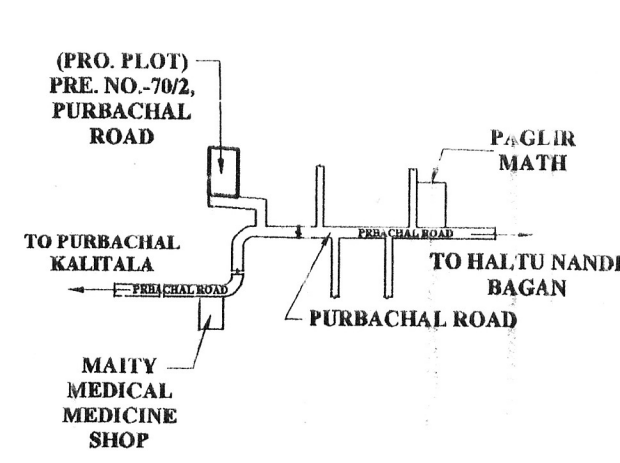 (PRO. PLOT)
PRE. NO.-70/2,
PURBACHAL
ROAD
PAGLIR
MATH
PRBACHAL ROAD
TO PURBACHAL
KALITALA
TO HALTU NANDI
BAGAN
PRBACHAL ROAD
PURBACHAL ROAD
MAITY
MEDICAL
MEDICINE
SHOP